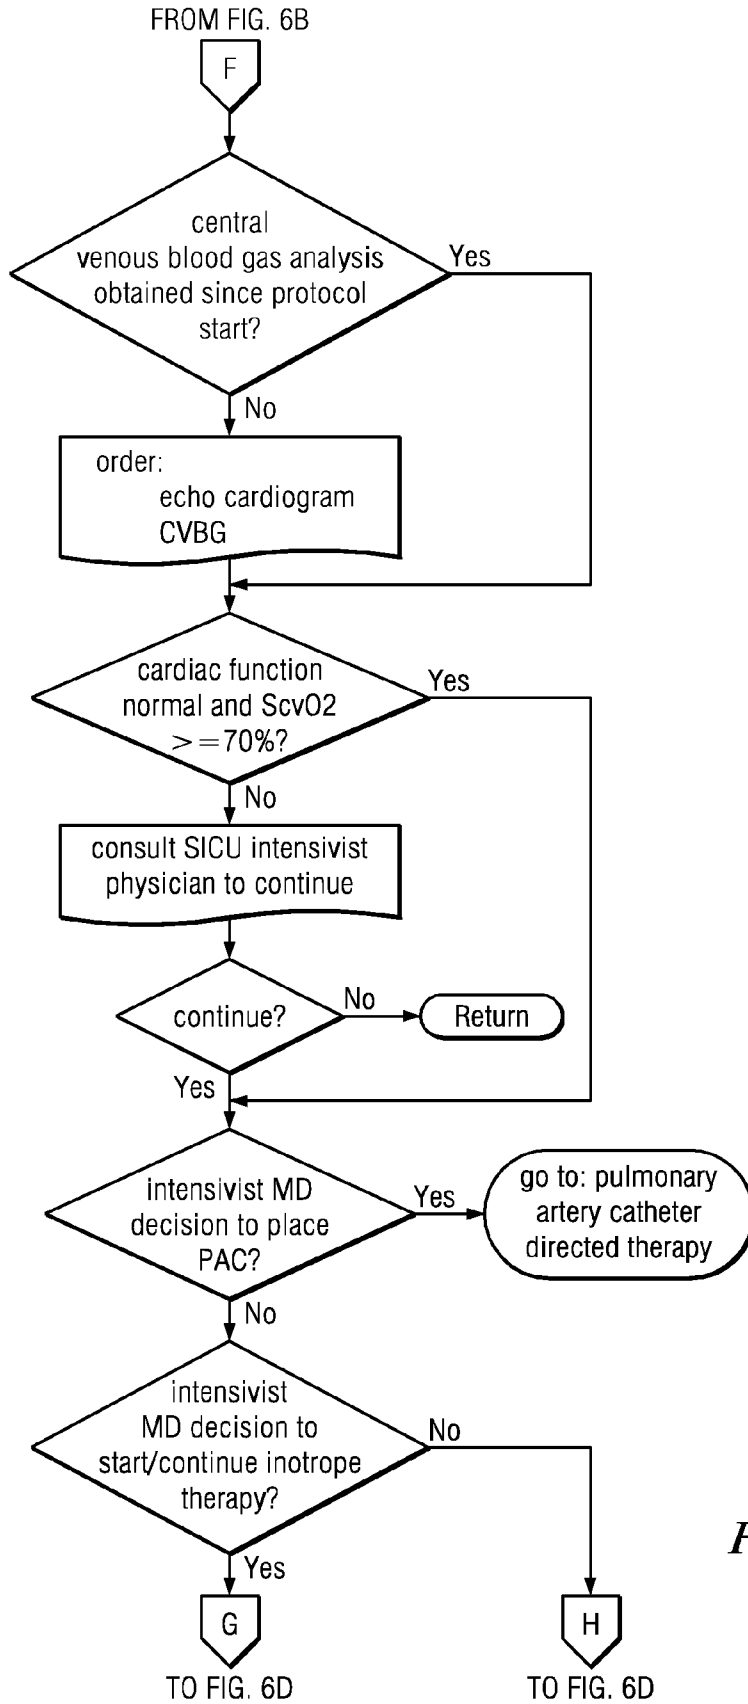 FROM FIG. 6B
F
central
venous blood gas analysis
obtained since protocol
start?
Yes
No
order:
echo cardiogram
CVBG
cardiac function
normal and ScvO2
>=70%?
Yes
No
consult SICU intensivist
physician to continue
continue?
No
Return
Yes
intensivist MD
decision to place
PAC?
Yes
go to: pulmonary
artery catheter
directed therapy
No
intensivist
MD decision to
start/continue inotrope
therapy?
No
Yes
G
H
TO FIG. 6D
TO FIG. 6D